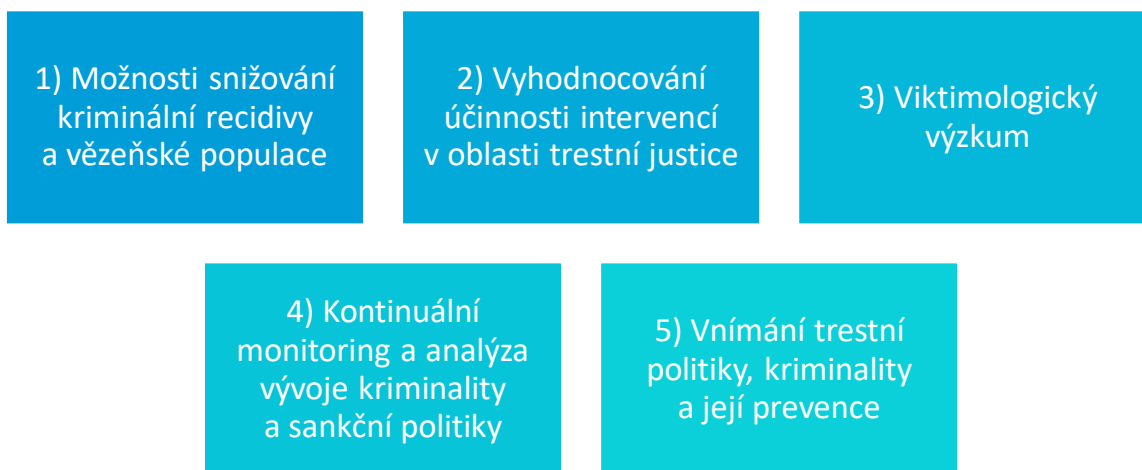 1) Možnosti snižování
kriminální recidivy
a vězeňské populace
2) Vyhodnocování
účinnosti intervencí
v oblasti trestní justice
3) Viktimologický
výzkum
4) Kontinuální
monitoring a analýza
vývoje kriminality
a sankční politiky
5) Vnímání trestní
politiky, kriminality
a její prevence